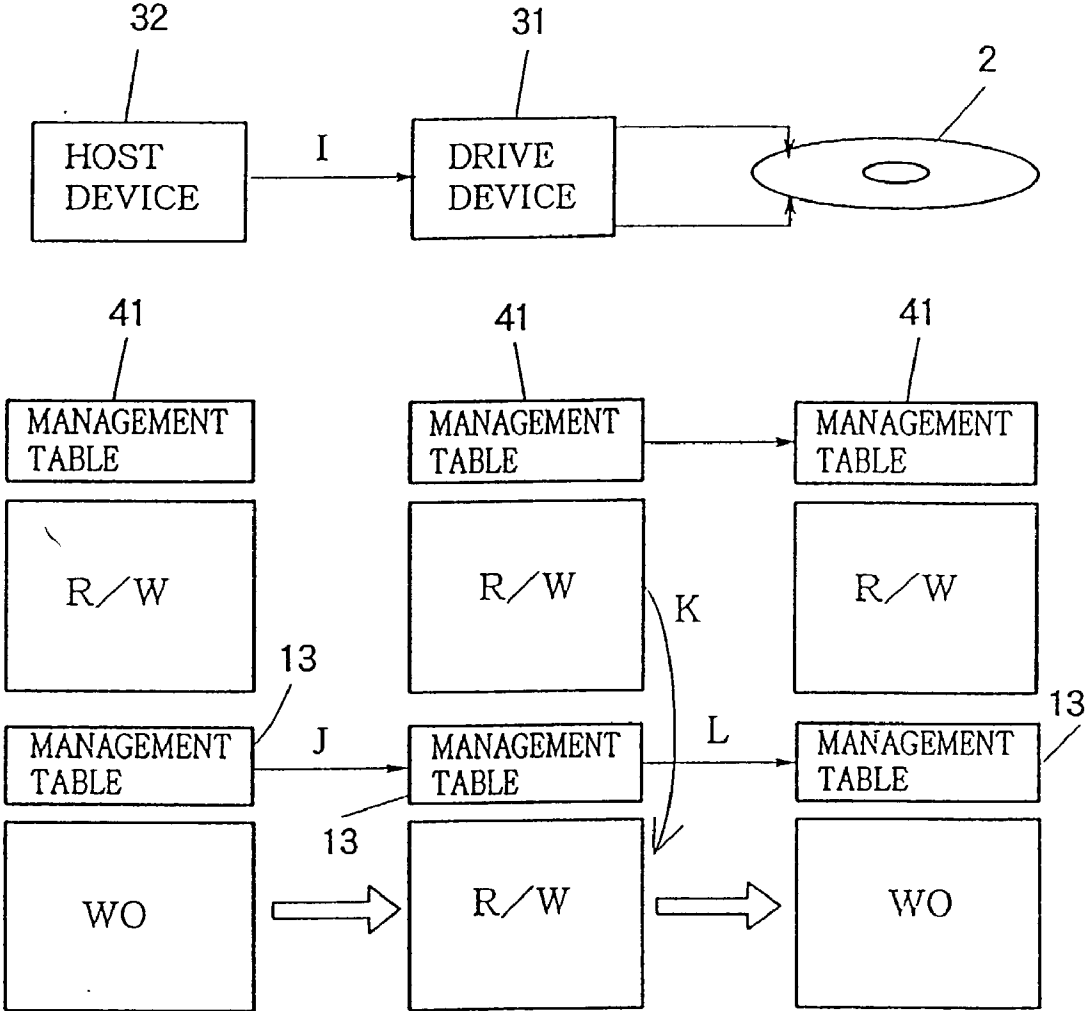 32
31
2
HOST
DEVICE
I
DRIVE
DEVICE
41
41
41
MANAGEMENT
TABLE
MANAGEMENT
TABLE
MANAGEMENT
TABLE
R/W
R/W
R/W
K
13
MANAGEMENT
TABLE
J
MANAGEMENT
TABLE
L
MANAGEMENT
TABLE
13
13
WO
R/W
WO